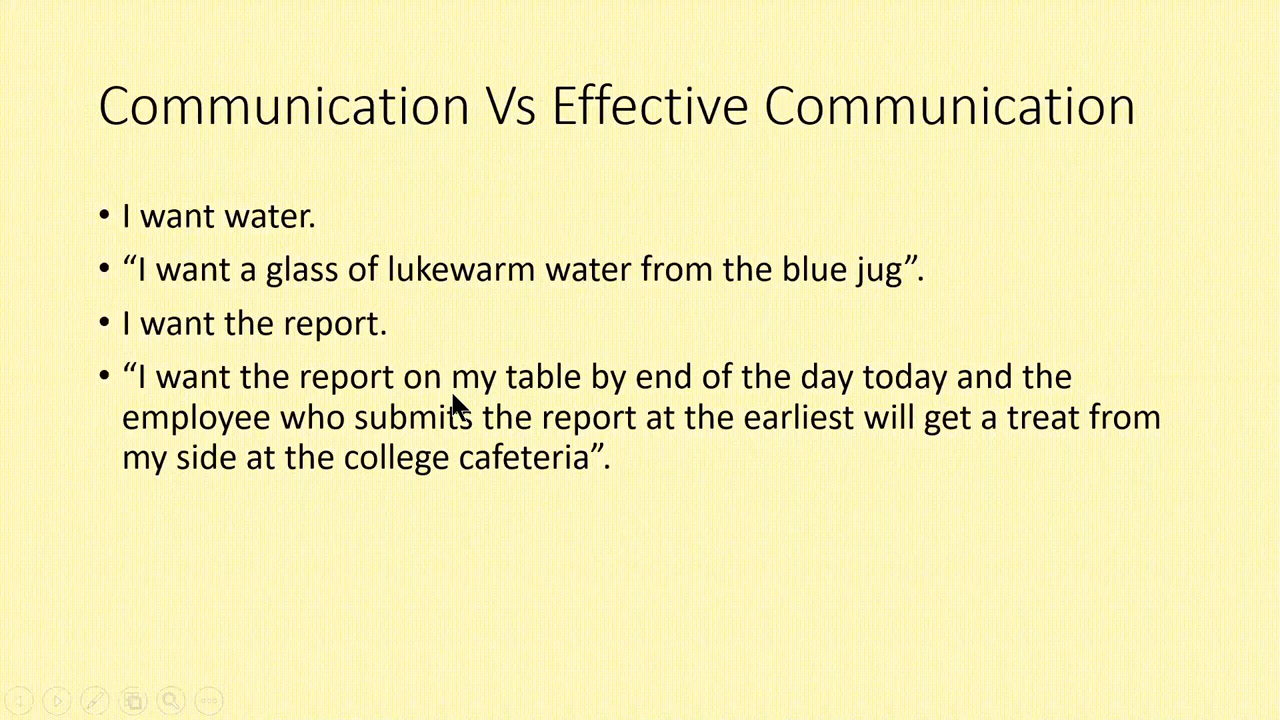 Communication Vs Effective Communication
• I want water.
• “I want a glass of lukewarm water from the blue jug”.
• I want the report.
• “I want the report on my table by end of the day today and the
employee who submits the report at the earliest will get a treat from
my side at the college cafeteria”.